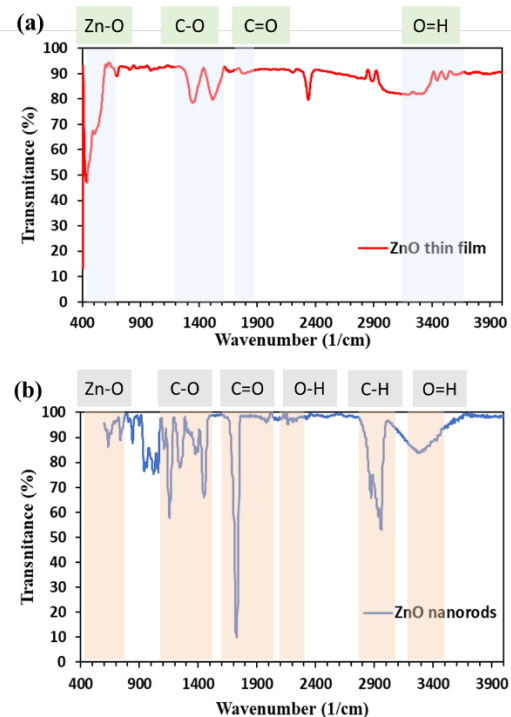 Zn-O C-O C=O O=H
(a)
100
90
80
70
60
50
40
30
20
10
0
Transmitance (%)
ZnO thin film
400 900 1400 1900 2400 2900 3400 3900
Wavenumber (1/cm)
(b)
Zn-O C-O C=O O-H C-H O=H
100
90
80
70
60
50
40
30
20
10
0
Transnitance (%)
ZnO nanorods
400 900 1400 1900 2400 2900 3400 3900
Wavenumber (1/cm)